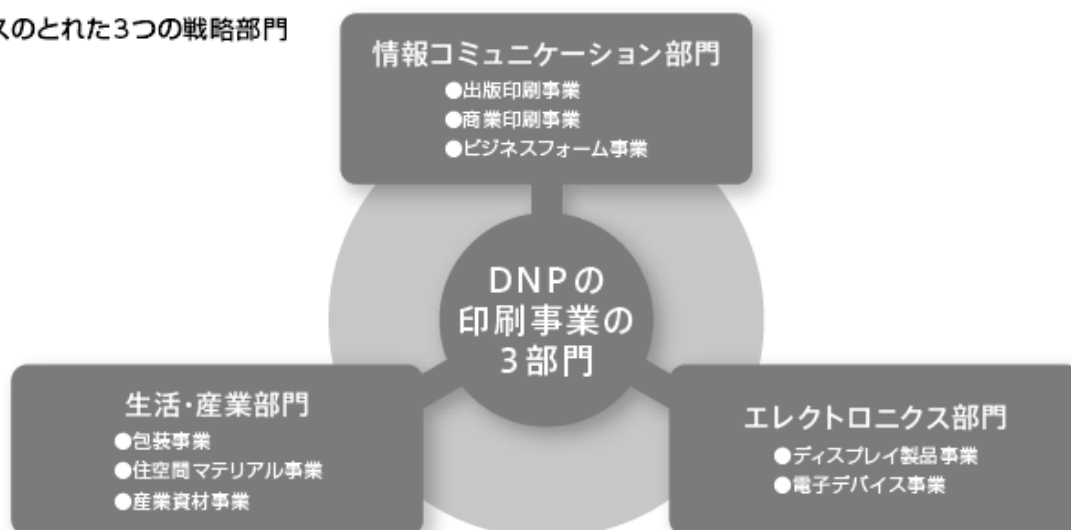 スのとれた3つの戦略部門
情報コミュニケーション部門
●出版印刷事業
●商業印刷事業
●ビジネスフォーム事業
DNPの
印刷事業の
3部門
生活・産業部門
●包装事業
●住空間マテリアル事業
●産業資材事業
エレクトロニクス部門
●ディスプレイ製品事業
●電子デバイス事業